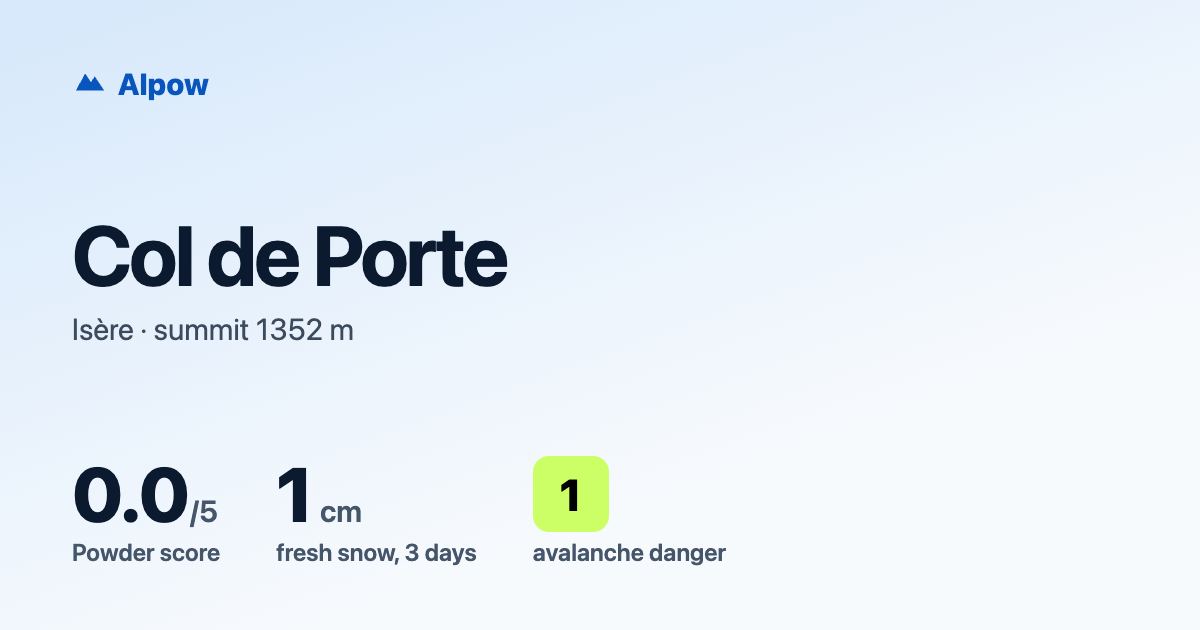 Alpow
Col de Porte
Isère · summit 1352 m
0.0/5
Powder score
1 cm
fresh snow, 3 days
1
avalanche danger